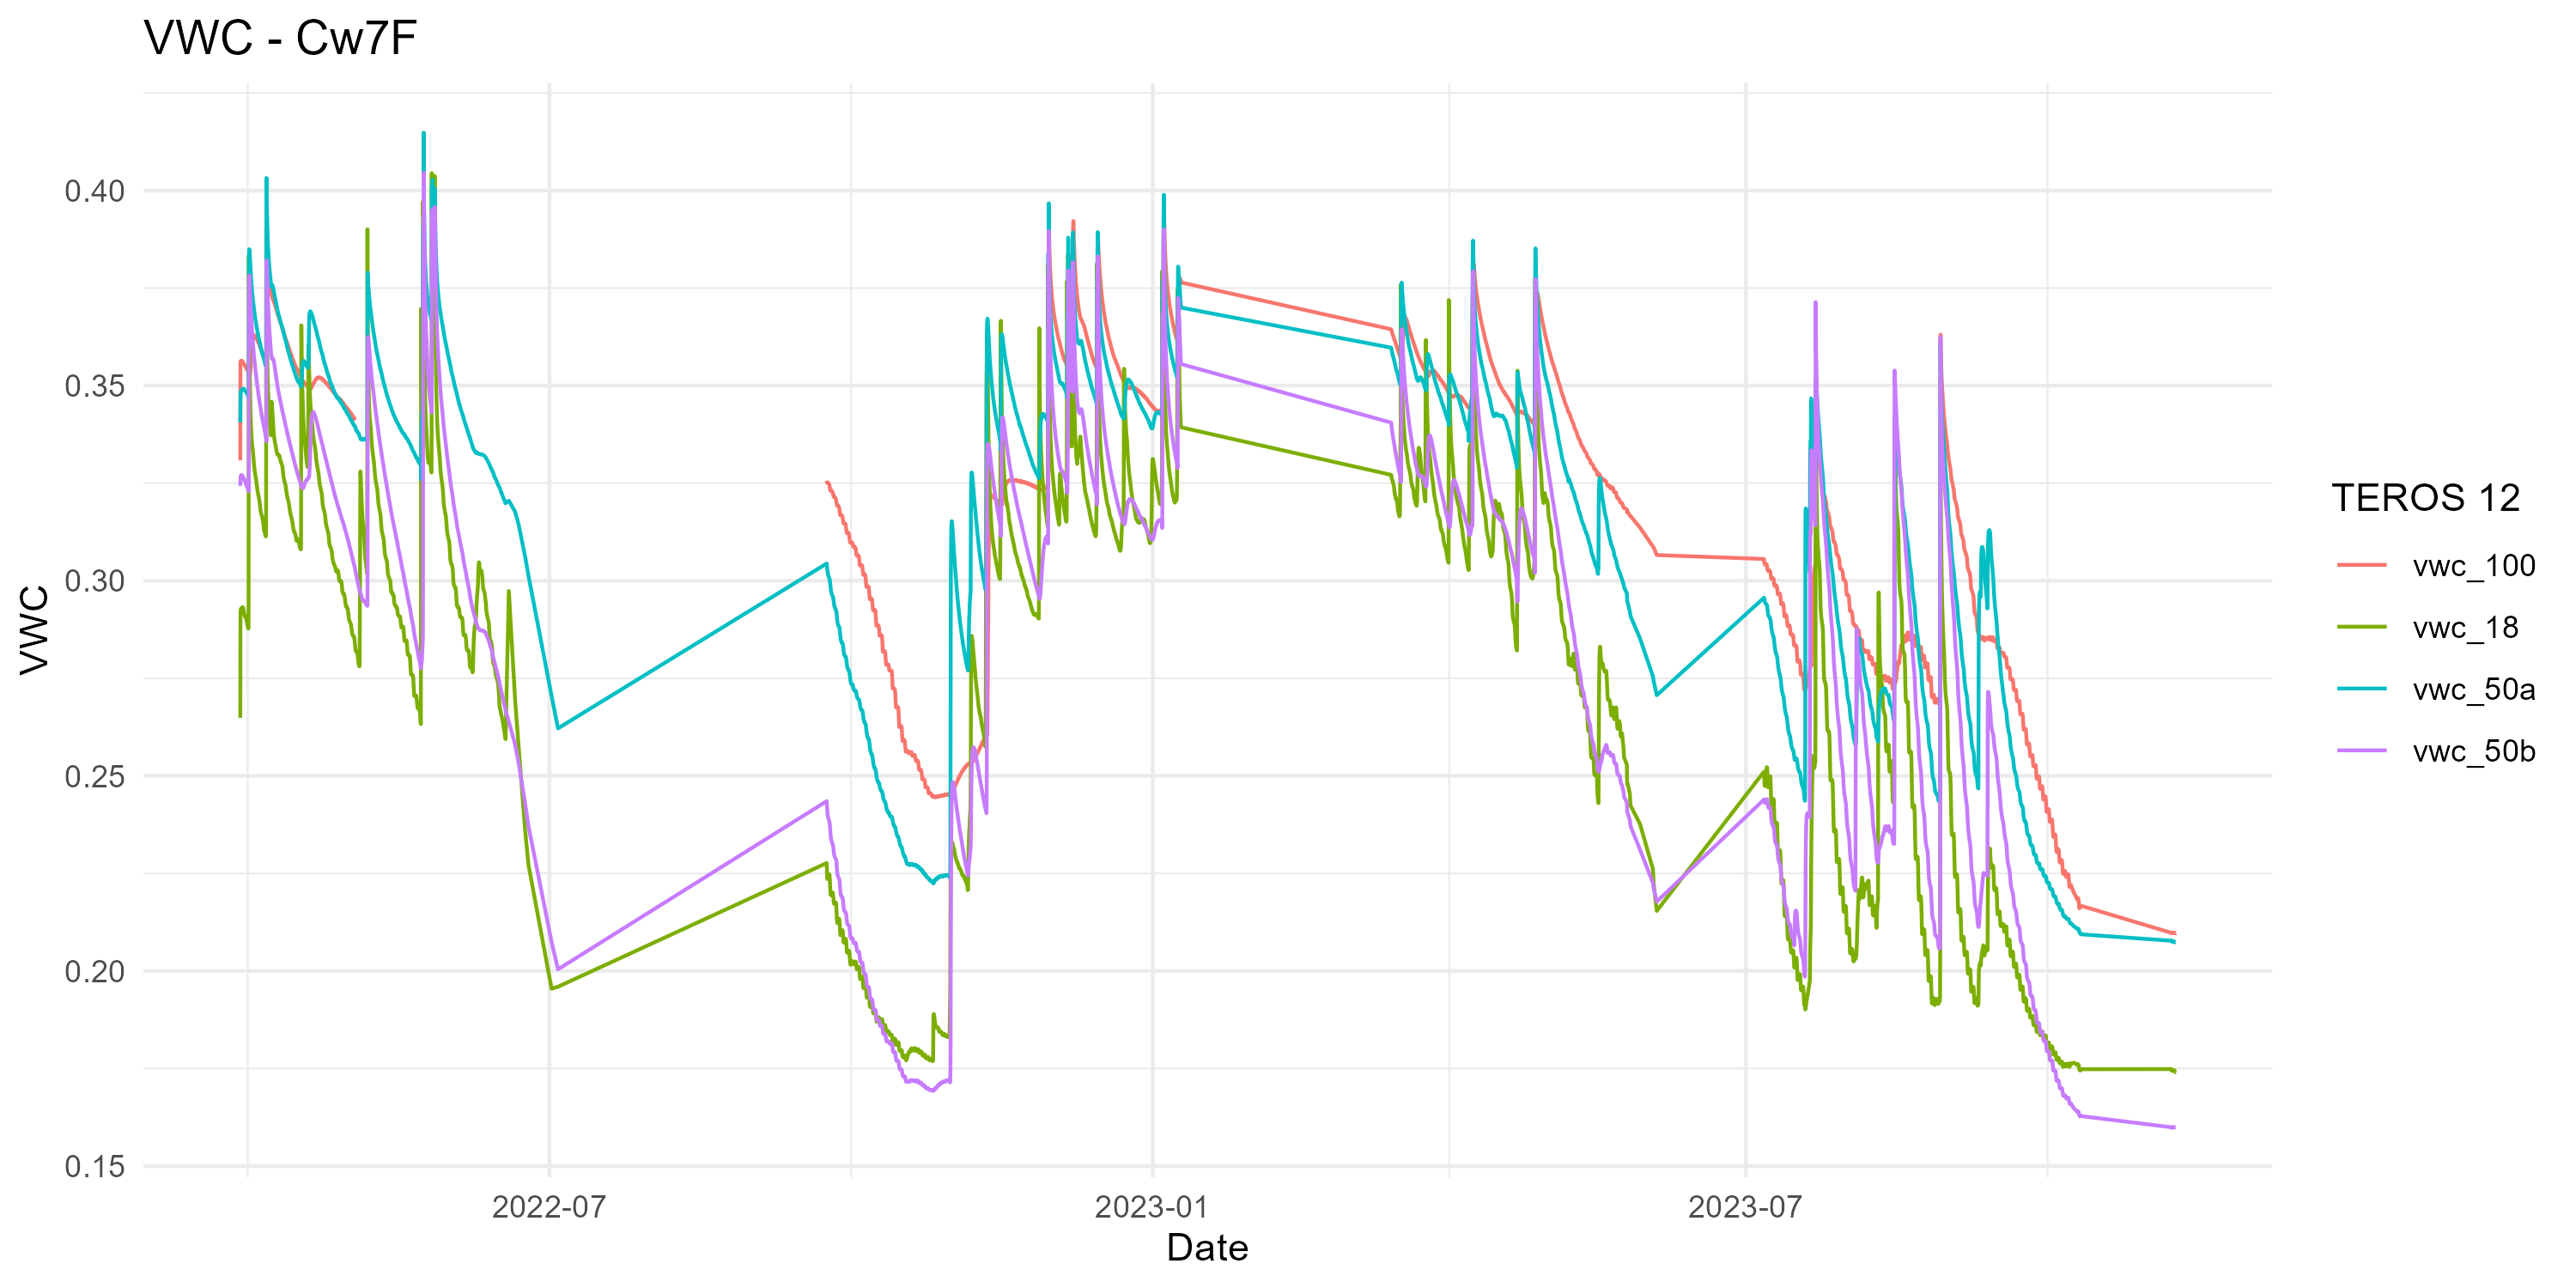 VWC - Cw7F
0.40
0.35
0.30
0.25
0.20
0.15
VWC
2022-07
2023-01
2023-07
Date
TEROS 12
vwc_100
vwc_18
vwc_50a
vwc_50b